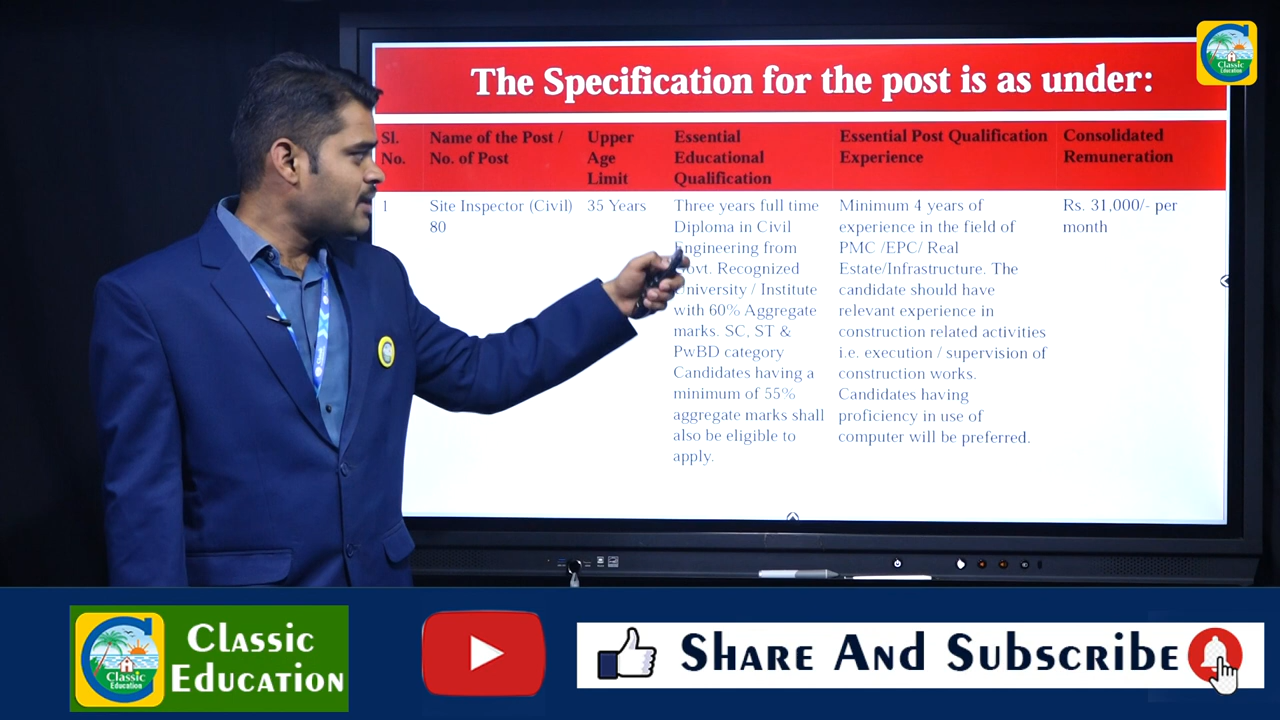 The Specification for the post is as under:
Classic
Education
Sl.
No.
Name of the Post /
No. of Post
Upper
Age
Limit
Essential
Educational
Qualification
Essential Post Qualification
Experience
Consolidated
Remuneration
1
Site Inspector (Civil)
80
35 Years
Three years full time
Diploma in Civil
Engineering from
Govt. Recognized
University / Institute
with 60% Aggregate
marks. SC, ST &
PwBD category
Candidates having a
minimum of 55%
aggregate marks shall
also be eligible to
apply.
Minimum 4 years of
experience in the field of
PMC /EPC/ Real
Estate/Infrastructure. The
candidate should have
relevant experience in
construction related activities
i.e. execution / supervision of
construction works.
Candidates having
proficiency in use of
computer will be preferred.
Rs. 31,000/- per
month
Classic
Education
Classic
Education
Share And Subscribe